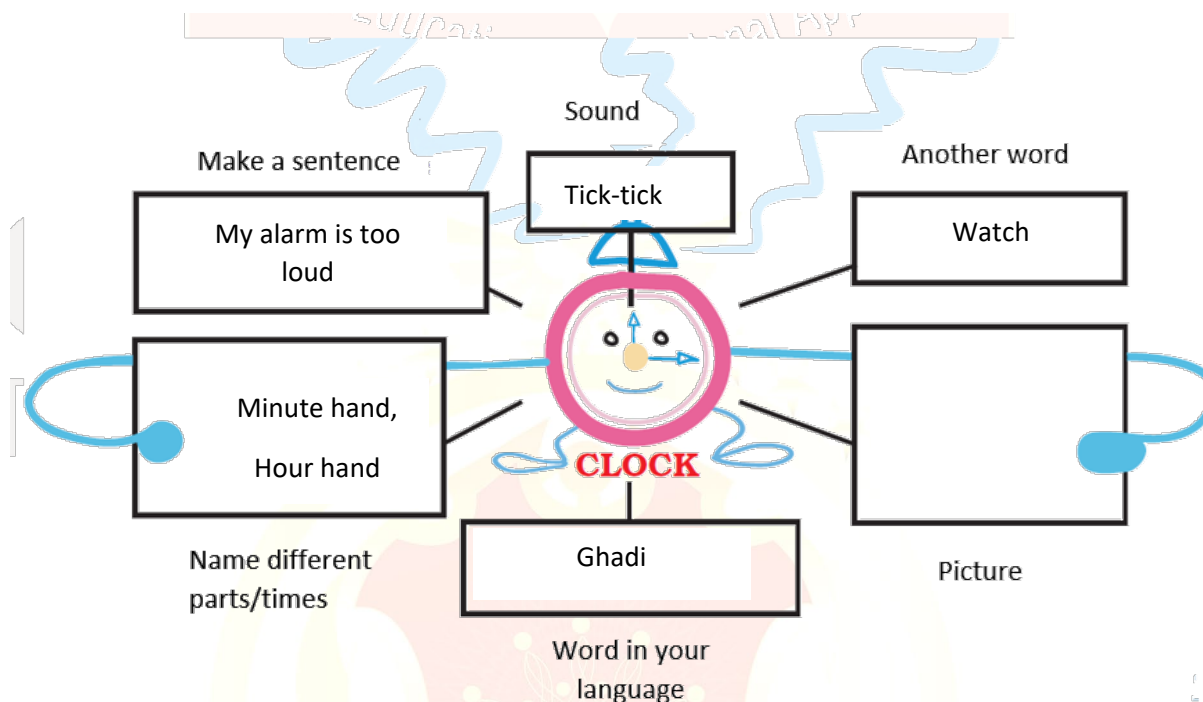 Sound
Make a sentence
Another word
Tick-tick
My alarm is too
loud
Watch
Minute hand,
Hour hand
CLOCK
Name different
parts/times
Ghadi
Picture
Word in your
language